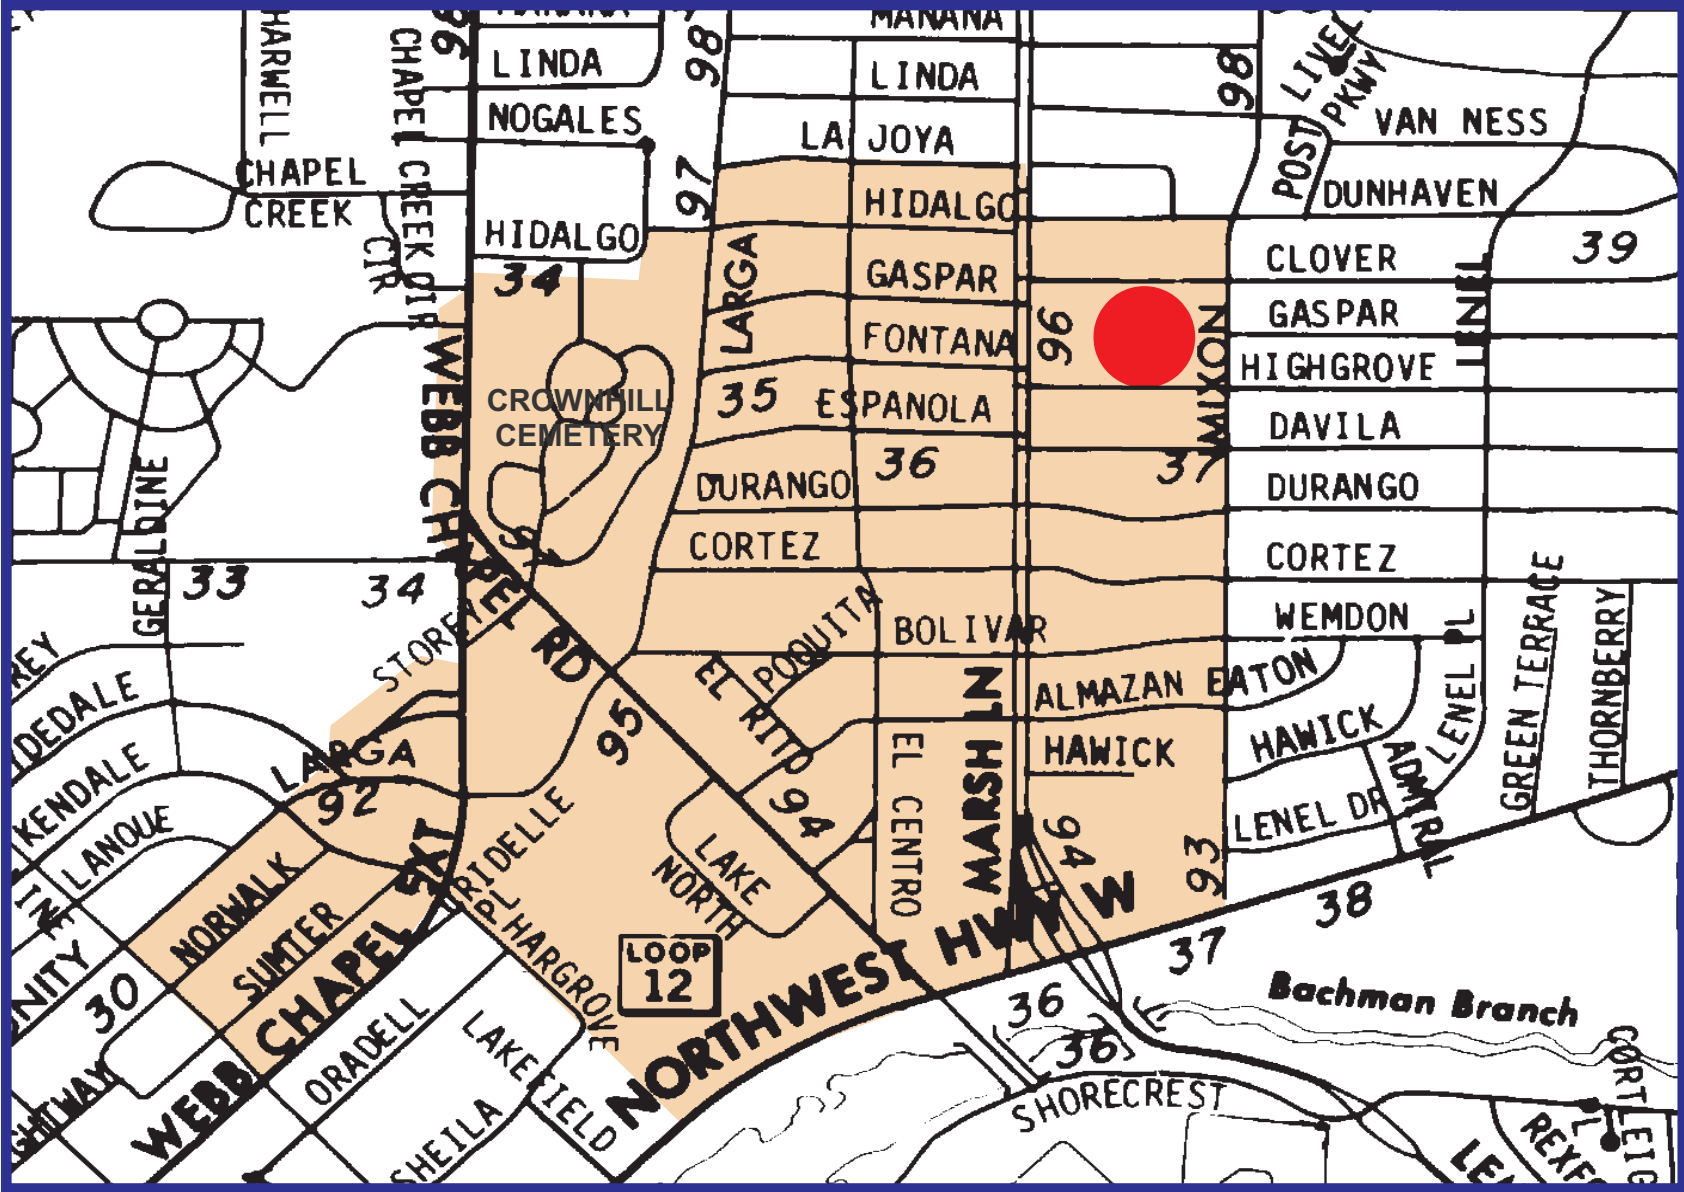 MANANA
LINDA
LINDA
98
98
98
HARWELL
CHAPEL CREEK DIR
NOGALES
LA JOYA
LIVELY
PKWY
POST
VAN NESS
CHAPEL
CREEK
CIR
97
HIDALGO
HIDALGO
DUNHAVEN
34
LARGA
GASPAR
CLOVER
39
FONTANA
96
MIXON
GASPAR
LENEL
HIGHGROVE
WEBB CHAPEL RD
CROWNHILL
CEMETERY
35
ESPANOLA
DAVILA
36
37
GERALDINE
DURANGO
DURANGO
CORTEZ
CORTEZ
33
34
STOREY
POQUITA
BOLIVAR
WEMDON
LENEL PL
GREEN TERRACE
THORNBERRY
EL RITO
ALMAZAN
EATON
MARSH LN
95
HAWICK
HAWICK
ADMIRAL
LARGA
92
KENDALE
LANOUE
EL CENTRO
94
94
93
LENEL DR
LAKE
NORTH
NORWALK
SUMTER
WEBB CHAPEL EXT
HARGROVE
LOOP
12
NORTHWEST HWY W
38
37
30
ORADELL
LAKEFIELD
SHEILA
36
36
Bachman Branch
SHORECREST